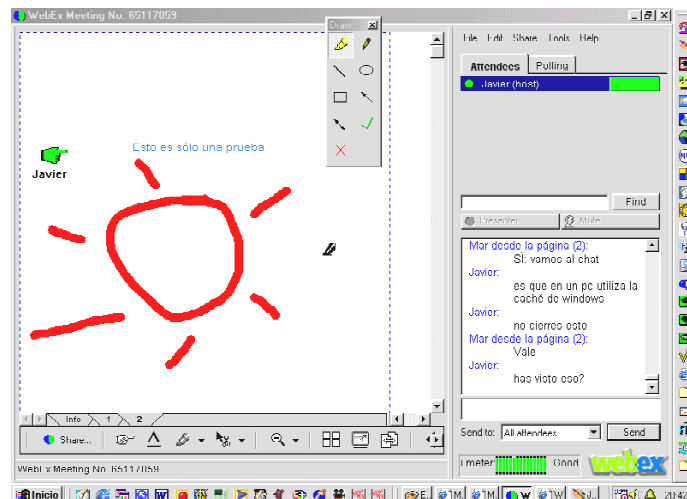 WebEx Meeting No. 65117059
Draw
File Edit Share Tools Help
Attendees Polling
Javier (host)
Esto es sólo una prueba
Javier
Find
Presenter Mute
Mar desde la página (2):
SÍ: vamos al chat
Javier:
es que en un pc utiliza la
caché de windows
Javier:
no cierres esto
Mar desde la página (2):
Vale
Javier:
has visto eso?
Info 1 2
Share...
Send to: All attendees Send
WebEx Meeting No. 65117059
meter Good webex
Inicio